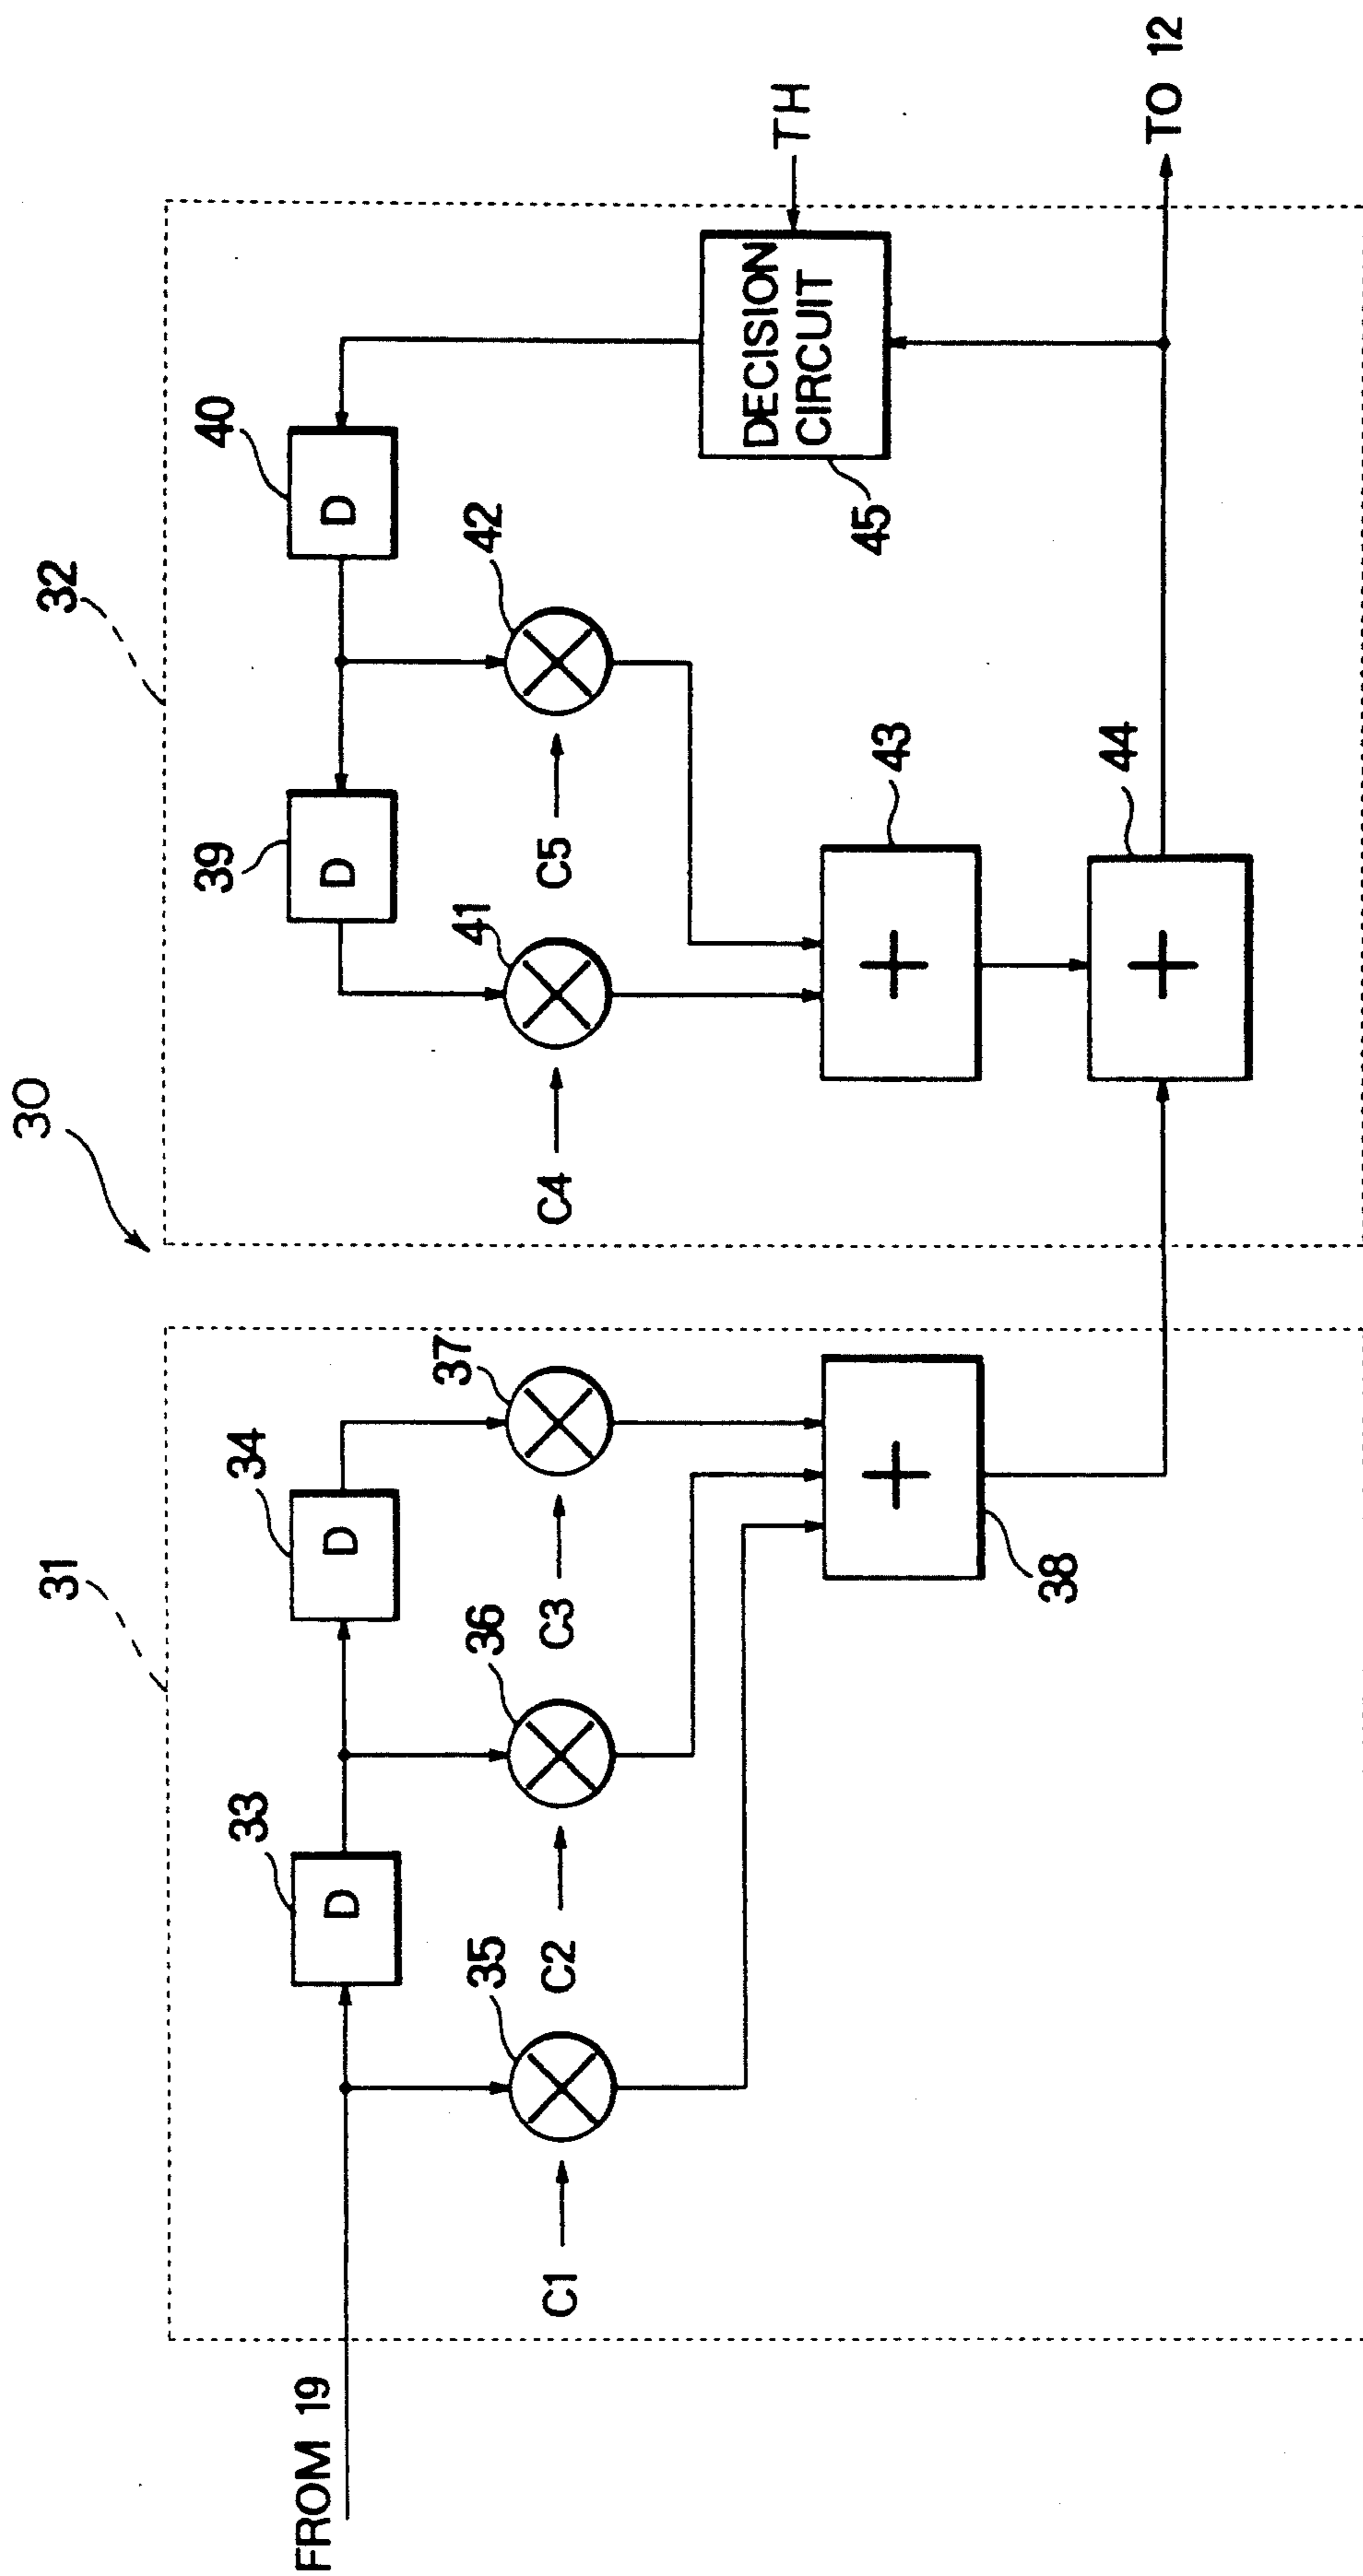 30
31
32
FROM 19
33
34
D
D
35
36
37
C1
C2
C3
38
39
40
D
D
41
42
C4
C5
43
44
DECISION
CIRCUIT
45
TH
TO 12